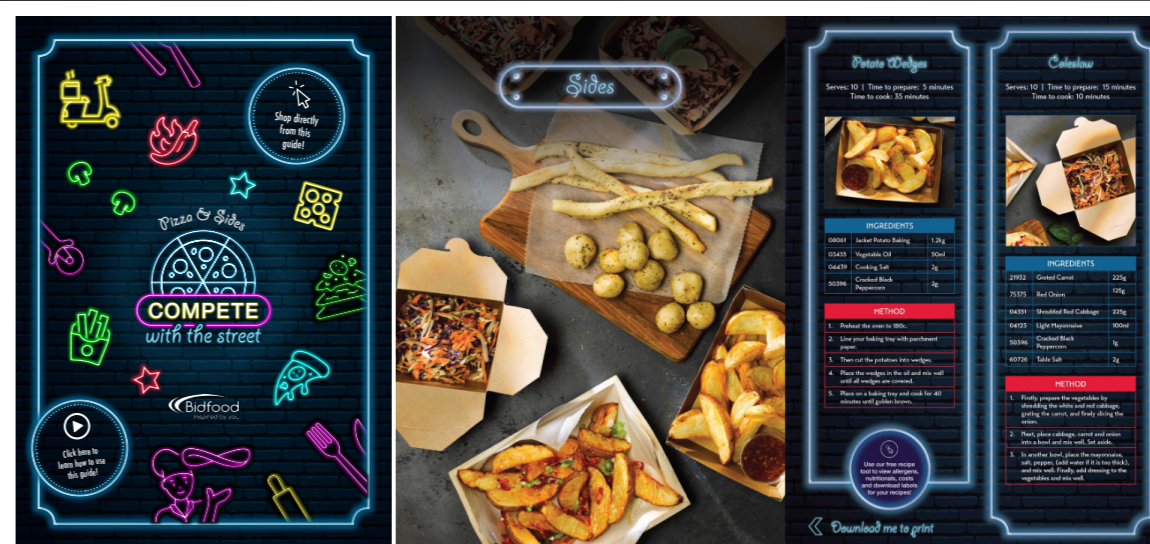 Shop directly
from this
guide!
Pizza & Sides
COMPETE
with the street
Bidfood
Inspired by you
Click here to
learn how to use
this guide!
Sides
Potato Wedges
Serves: 10 | Time to prepare: 5 minutes
Time to cook: 35 minutes
INGREDIENTS
08061 Jacket Potato Baking 1.2kg
03435 Vegetable Oil 50ml
04439 Cooking Salt 2g
50396 Cracked Black Peppercorn 2g
METHOD
1. Preheat the oven to 180c.
2. Line your baking tray with parchment
paper.
3. Then cut the potatoes into wedges.
4. Place the wedges in the oil and mix well
until all wedges are covered.
5. Place on a baking tray and cook for 40
minutes until golden brown.
Use our free recipe
tool to view allergens,
nutritionals, costs
and download labels
for your recipes!
Download me to print
Coleslaw
Serves: 10 | Time to prepare: 15 minutes
Time to cook: 10 minutes
INGREDIENTS
21932 Grated Carrot 225g
75375 Red Onion 125g
04351 Shredded Red Cabbage 225g
04123 Light Mayonnaise 100ml
50396 Cracked Black Peppercorn 1g
60726 Table Salt 2g
METHOD
1. Firstly, prepare the vegetables by
shredding the white and red cabbage,
grating the carrot, and finely slicing the
onion.
2. Next, place cabbage, carrot and onion
into a bowl and mix well. Set aside.
3. In another bowl, place the mayonnaise,
salt, pepper, (add water if it is too thick),
and mix well. Finally, add dressing to the
vegetables and mix well.